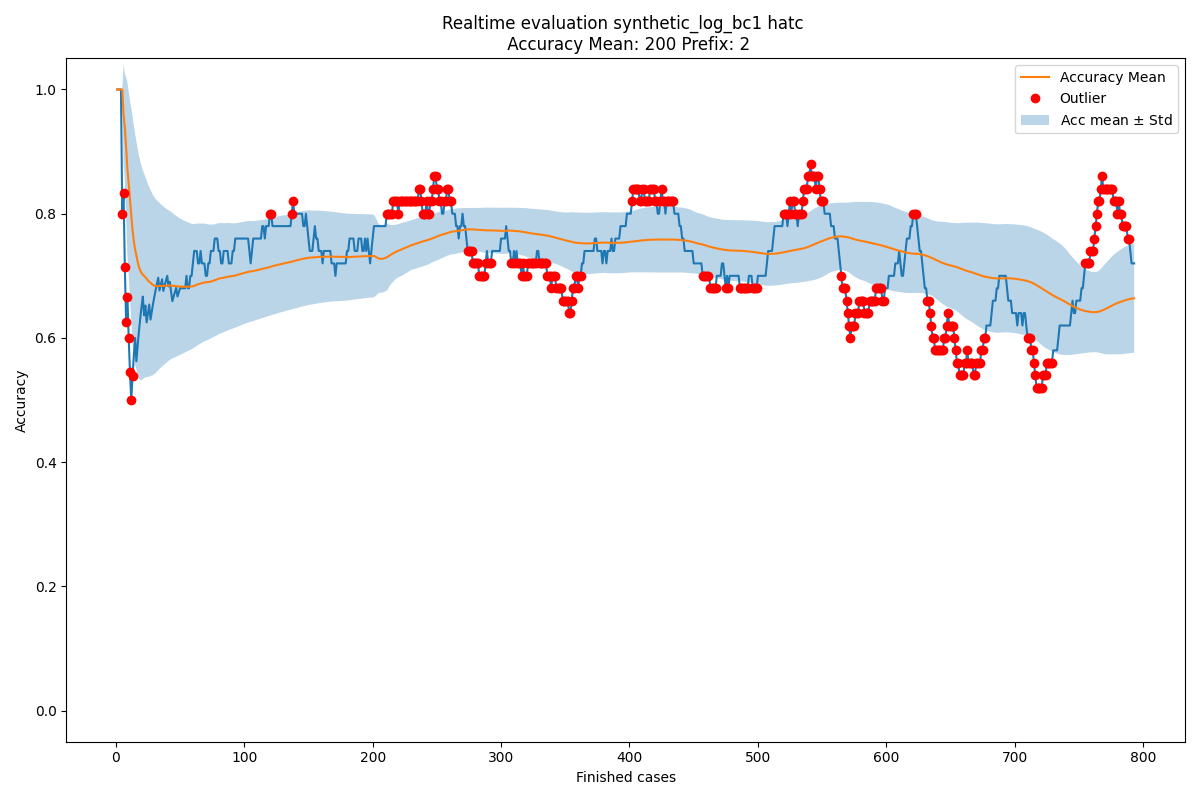 Realtime evaluation synthetic_log_bc1 hatc
Accuracy Mean: 200 Prefix: 2
Accuracy Mean
Outlier
Acc mean ± Std
Accuracy
1.0
0.8
0.6
0.4
0.2
0.0
0 100 200 300 400 500 600 700 800
Finished cases